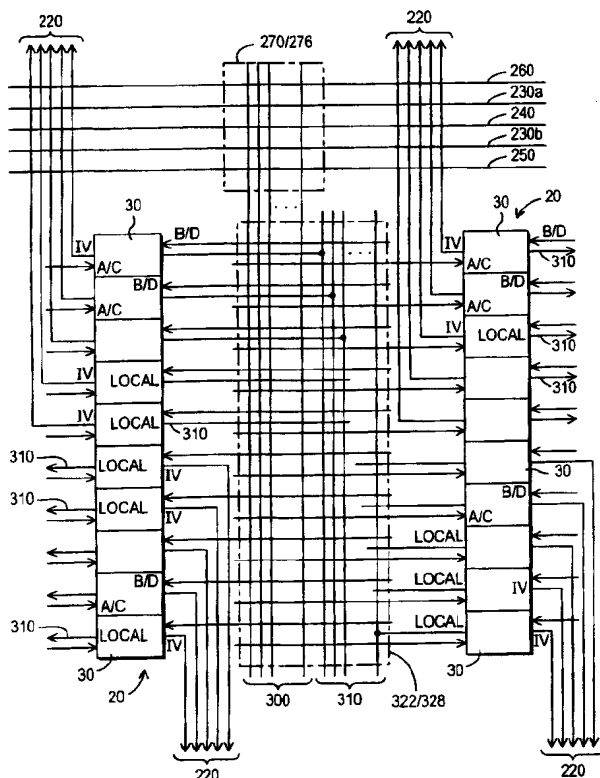 220
270/276
220
260
230a
240
230b
250
30
20
30
B/D
B/D
IV
IV
310
A/C
A/C
B/D
B/D
A/C
A/C
IV
LOCAL
310
IV
LOCAL
310
IV
LOCAL
310
310
LOCAL
IV
30
310
LOCAL
IV
B/D
A/C
LOCAL
B/D
LOCAL
IV
A/C
310
LOCAL
IV
LOCAL
IV
30
20
300
310
322/328
30
220
220